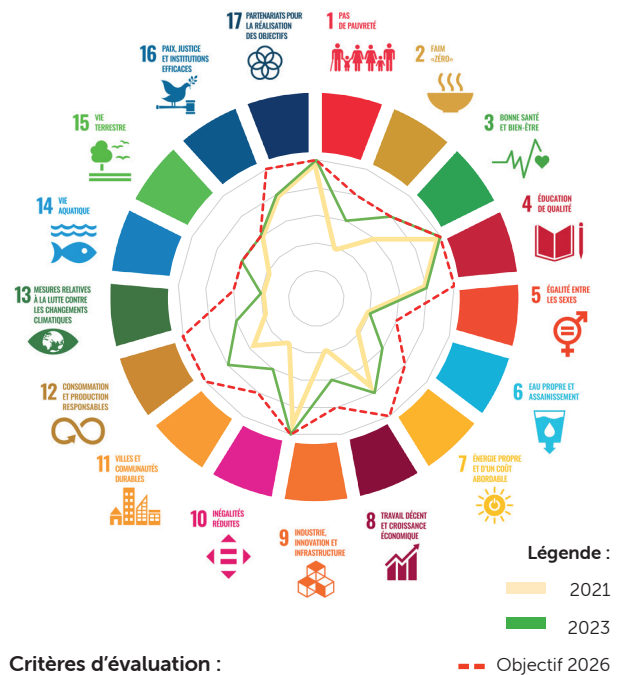 17 PARTENARIATS POUR
LA RÉALISATION
DES OBJECTIFS
1 PAS
DE PAUVRETÉ
2 FAIM
«ZÉRO»
3 BONNE SANTÉ
ET BIEN-ÊTRE
4 ÉDUCATION
DE QUALITÉ
5 ÉGALITÉ ENTRE
LES SEXES
6 EAU PROPRE ET
ASSAINISSEMENT
7 ÉNERGIE PROPRE
ET D'UN COÛT
ABORDABLE
8 TRAVAIL DÉCENT
ET CROISSANCE
ÉCONOMIQUE
9 INDUSTRIE,
INNOVATION ET
INFRASTRUCTURE
10 INÉGALITÉS
RÉDUITES
11 VILLES ET
COMMUNAUTÉS
DURABLES
12 CONSOMMATION
ET PRODUCTION
RESPONSABLES
13 MESURES RELATIVES
À LA LUTTE CONTRE
LES CHANGEMENTS
CLIMATIQUES
14 VIE
AQUATIQUE
15 VIE
TERRESTRE
16 PAIX, JUSTICE
ET INSTITUTIONS
EFFICACES
Légende :
2021
2023
Objectif 2026
Critères d'évaluation :